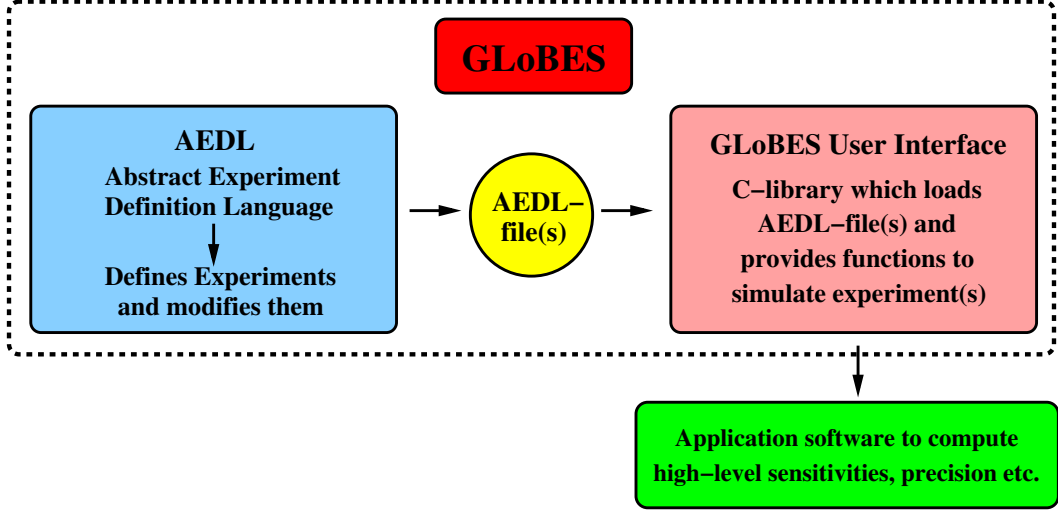 GLoBES
AEDL
Abstract Experiment
Definition Language
Defines Experiments
and modifies them
AEDL−
file(s)
GLoBES User Interface
C−library which loads
AEDL−file(s) and
provides functions to
simulate experiment(s)
Application software to compute
high−level sensitivities, precision etc.